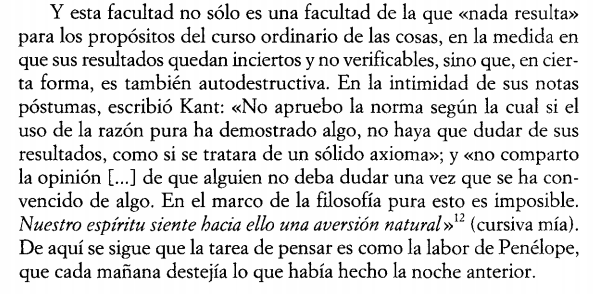 Y esta facultad no sólo es una facultad de la que «nada resulta»
para los propósitos del curso ordinario de las cosas, en la medida en
que sus resultados quedan inciertos y no verificables, sino que, en cier-
ta forma, es también autodestructiva. En la intimidad de sus notas
póstumas, escribió Kant: «No apruebo la norma según la cual si el
uso de la razón pura ha demostrado algo, no haya que dudar de sus
resultados, como si se tratara de un sólido axioma»; y «no comparto
la opinión [...] de que alguien no deba dudar una vez que se ha con-
vencido de algo. En el marco de la filosofía pura esto es imposible.
Nuestro espíritu siente hacia ello una aversión natural»¹² (cursiva mía).
De aquí se sigue que la tarea de pensar es como la labor de Penélope,
que cada mañana destejía lo que había hecho la noche anterior.